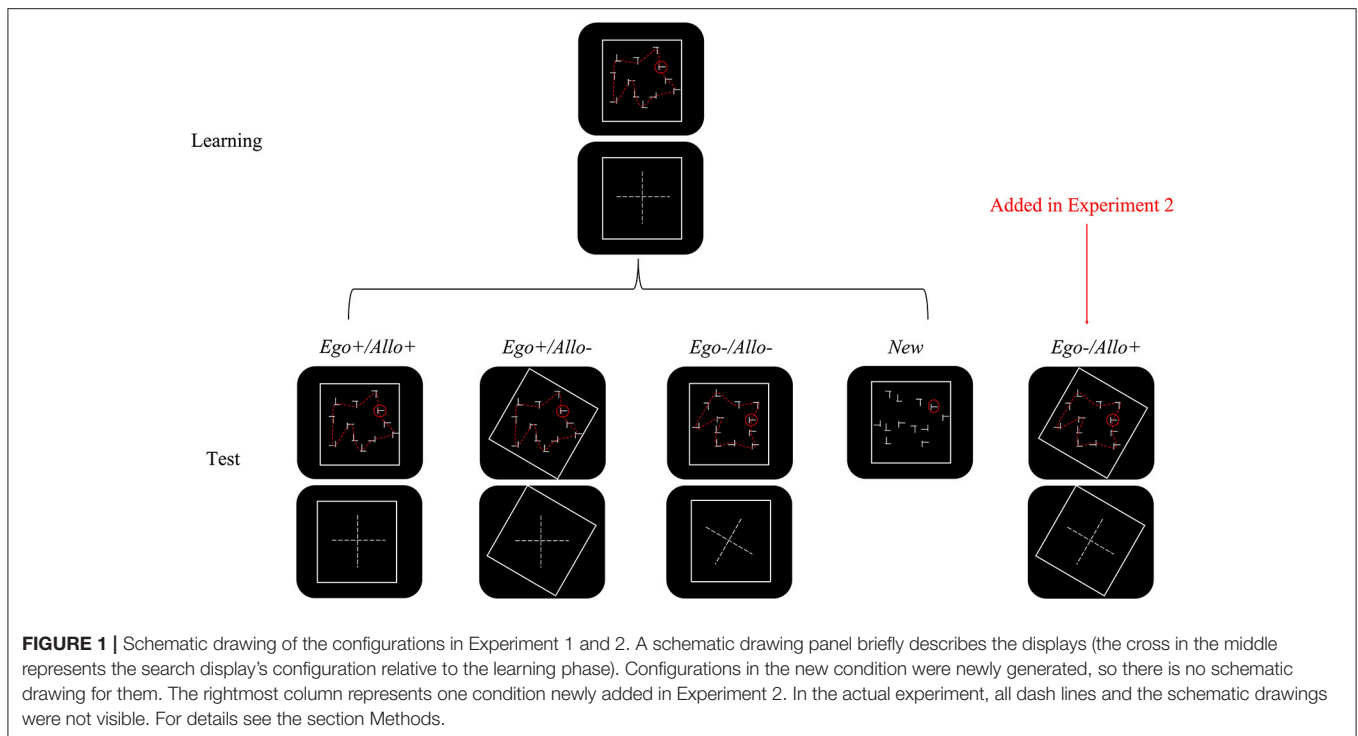 Learning
Added in Experiment 2
Ego+/Allo+ Ego+/Allo- Ego-/Allo- New Ego-/Allo+
Test
FIGURE 1 | Schematic drawing of the configurations in Experiment 1 and 2. A schematic drawing panel briefly describes the displays (the cross in the middle
represents the search display's configuration relative to the learning phase). Configurations in the new condition were newly generated, so there is no schematic
drawing for them. The rightmost column represents one condition newly added in Experiment 2. In the actual experiment, all dash lines and the schematic drawings
were not visible. For details see the section Methods.